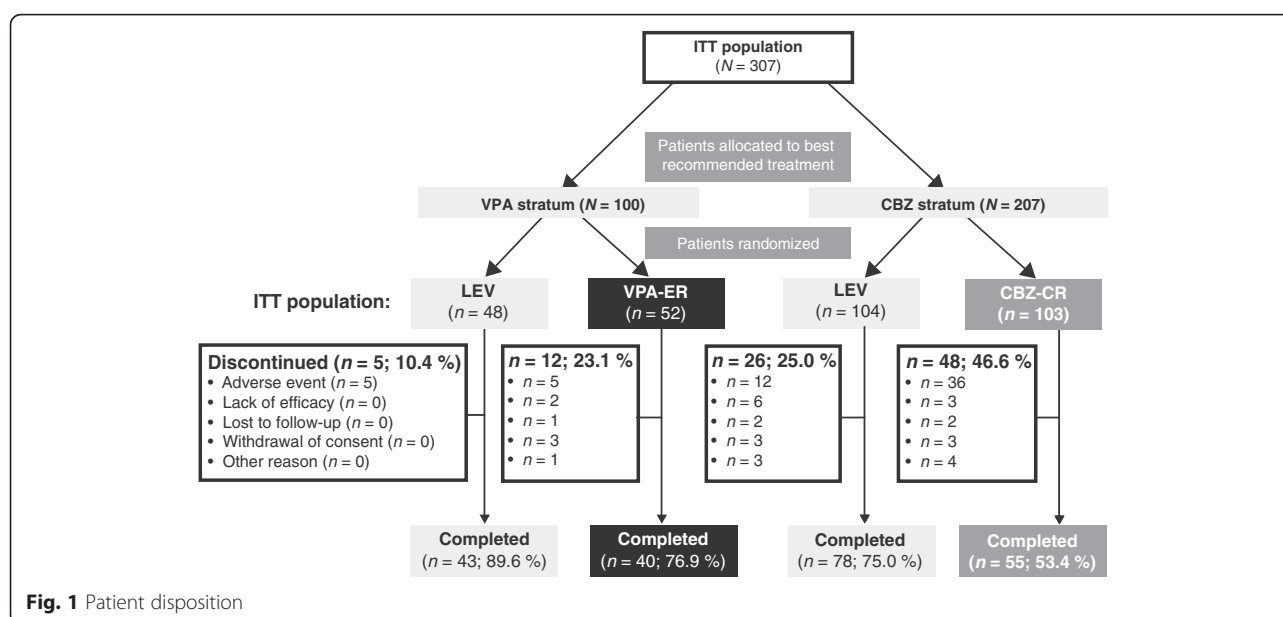 ITT population
(N = 307)
Patients allocated to best
recommended treatment
VPA stratum (N = 100)
CBZ stratum (N = 207)
Patients randomized
ITT population:
LEV
(n = 48)
VPA-ER
(n = 52)
LEV
(n = 104)
CBZ-CR
(n = 103)
Discontinued (n = 5; 10.4 %)
• Adverse event (n = 5)
• Lack of efficacy (n = 0)
• Lost to follow-up (n = 0)
• Withdrawal of consent (n = 0)
• Other reason (n = 0)
n = 12; 23.1 %
• n = 5
• n = 2
• n = 1
• n = 3
• n = 1
n = 26; 25.0 %
• n = 12
• n = 6
• n = 2
• n = 3
• n = 3
n = 48; 46.6 %
• n = 36
• n = 3
• n = 2
• n = 3
• n = 4
Completed
(n = 43; 89.6 %)
Completed
(n = 40; 76.9 %)
Completed
(n = 78; 75.0 %)
Completed
(n = 55; 53.4 %)
Fig. 1 Patient disposition